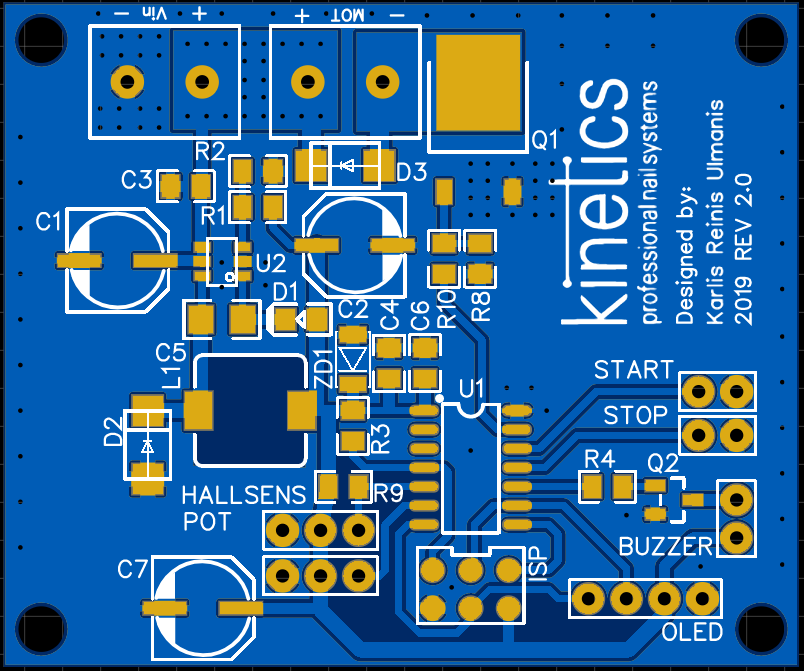 − Vin +
+ MOT −
R2
D3
Q1
C3
R1
C1
U2
D1
C2
C4
C6
R10
R8
kinetics
professional nail systems
Designed by:
Karlis Reinis Ulmanis
2019 REV 2.0
C5
L1
ZD1
U1
START
D2
R3
STOP
R4
Q2
HALLSENS
POT
R9
BUZZER
C7
ISP
OLED